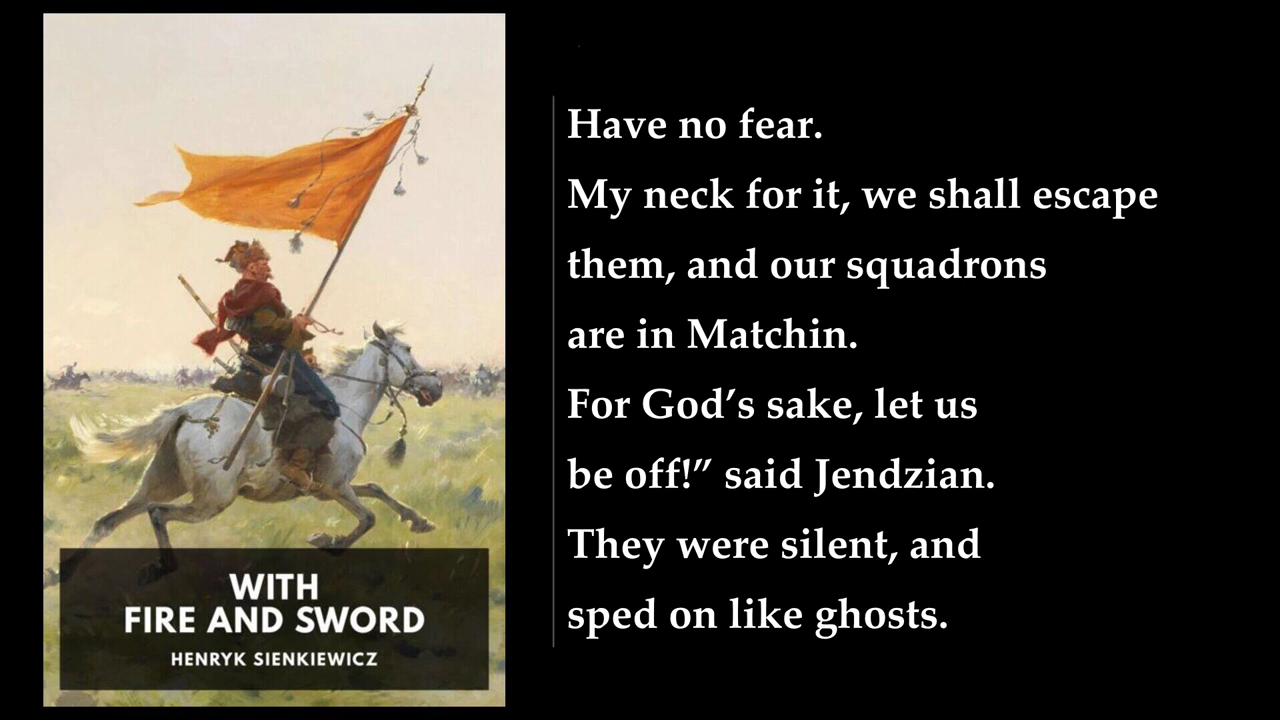 WITH
FIRE AND SWORD
HENRYK SIENKIEWICZ
Have no fear.
My neck for it, we shall escape
them, and our squadrons
are in Matchin.
For God’s sake, let us
be off!” said Jendzian.
They were silent, and
sped on like ghosts.